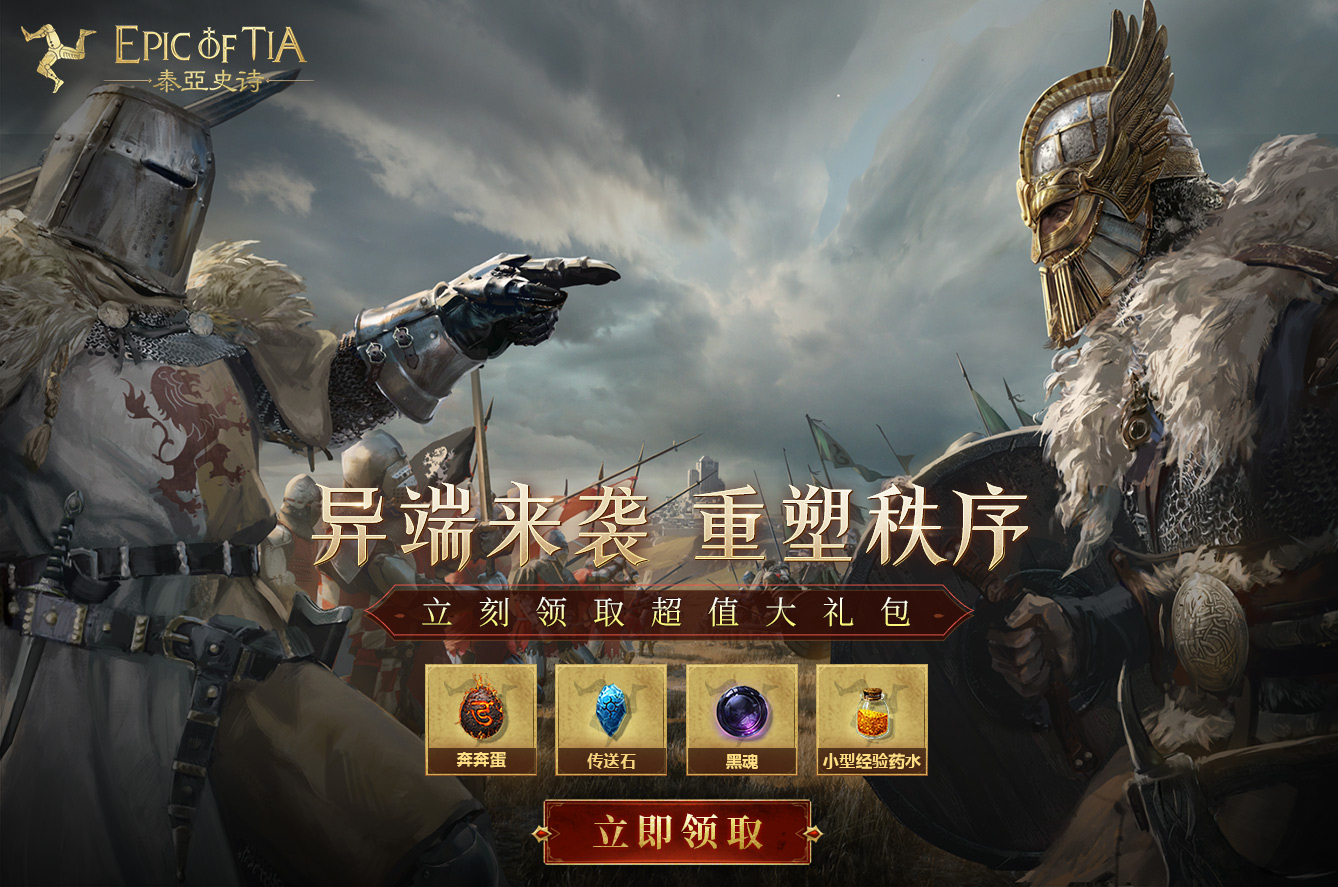 EPIC OF TIA
泰亞史诗
异端来袭 重塑秩序
立刻领取超值大礼包
奔奔蛋
传送石
黑魂
小型经验药水
立即领取